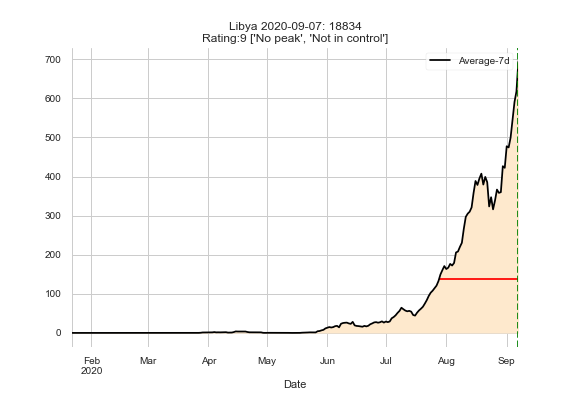 Libya 2020-09-07: 18834
Rating:9 ['No peak', 'Not in control']
Average-7d
700
600
500
400
300
200
100
0
Feb Mar Apr May Jun Jul Aug Sep
2020
Date